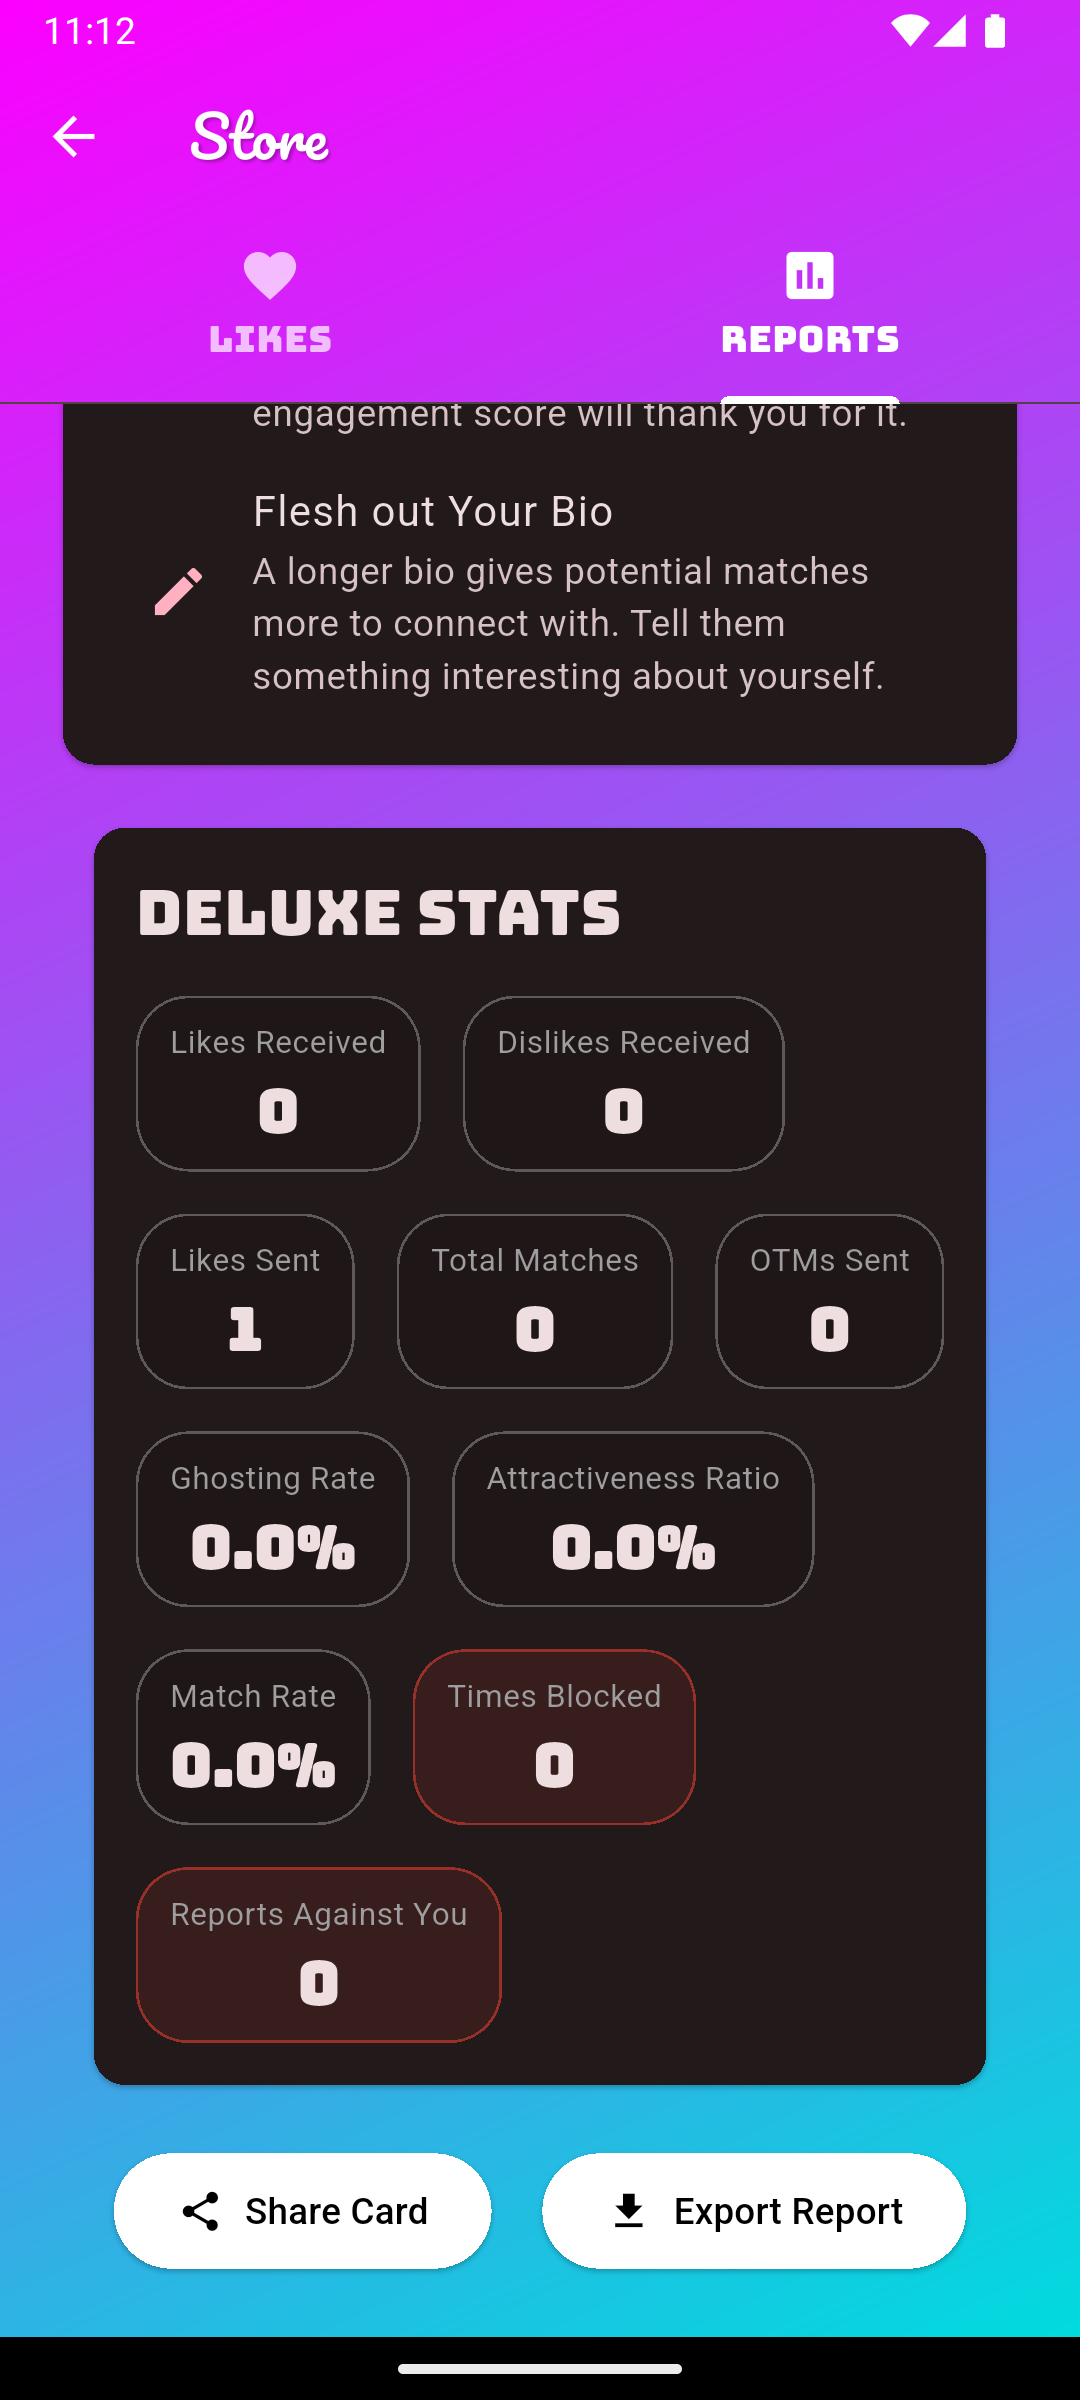 11:12
Store
LIKES
REPORTS
engagement score will thank you for it.
Flesh out Your Bio
A longer bio gives potential matches
more to connect with. Tell them
something interesting about yourself.
DELUXE STATS
Likes Received
0
Dislikes Received
0
Likes Sent
1
Total Matches
0
OTMs Sent
0
Ghosting Rate
0.0%
Attractiveness Ratio
0.0%
Match Rate
0.0%
Times Blocked
0
Reports Against You
0
Share Card
Export Report